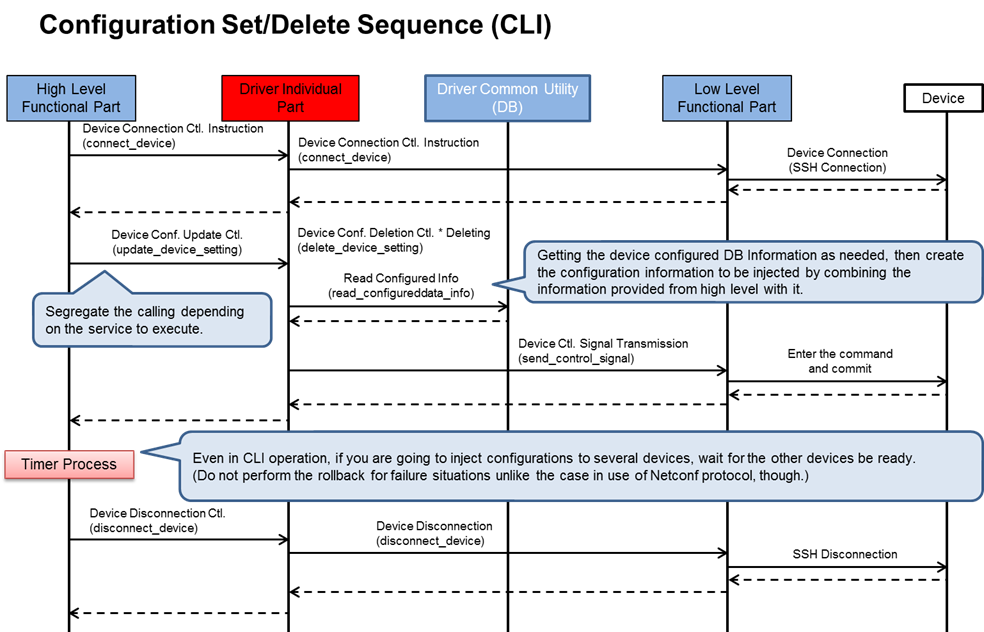 Configuration Set/Delete Sequence (CLI)
High Level
Functional Part
Driver Individual
Part
Driver Common Utility
(DB)
Low Level
Functional Part
Device
Device Connection Ctl. Instruction
(connect_device)
Device Connection Ctl. Instruction
(connect_device)
Device Connection
(SSH Connection)
Device Conf. Update Ctl.
(update_device_setting)
Device Conf. Deletion Ctl. * Deleting
(delete_device_setting)
Getting the device configured DB Information as needed, then create
the configuration information to be injected by combining the
information provided from high level with it.
Read Configured Info
(read_configureddata_info)
Segregate the calling depending
on the service to execute.
Device Ctl. Signal Transmission
(send_control_signal)
Enter the command
and commit
Timer Process
Even in CLI operation, if you are going to inject configurations to several devices, wait for the other devices be ready.
(Do not perform the rollback for failure situations unlike the case in use of Netconf protocol, though.)
Device Disconnection Ctl.
(disconnect_device)
Device Disconnection
(disconnect_device)
SSH Disconnection